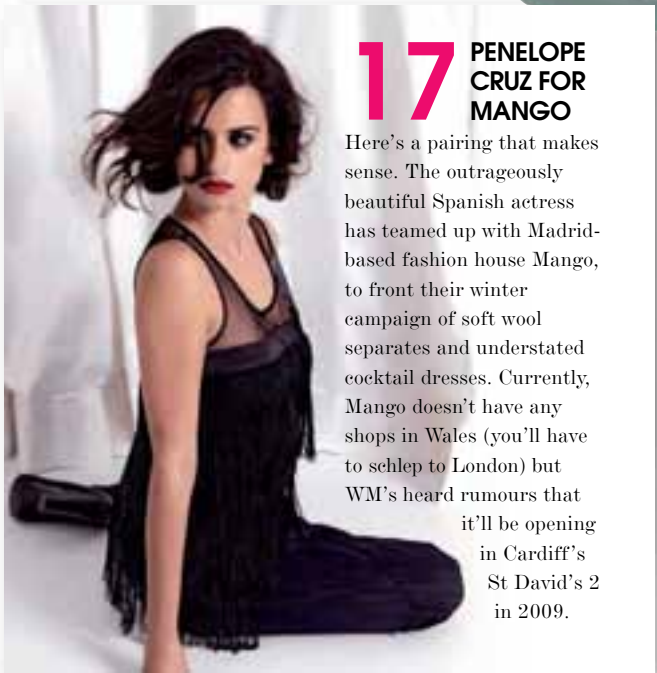 17 PENELOPE
CRUZ FOR
MANGO
Here's a pairing that makes
sense. The outrageously
beautiful Spanish actress
has teamed up with Madrid-
based fashion house Mango,
to front their winter
campaign of soft wool
separates and understated
cocktail dresses. Currently,
Mango doesn't have any
shops in Wales (you'll have
to schlep to London) but
WM's heard rumours that
it'll be opening
in Cardiff's
St David's 2
in 2009.